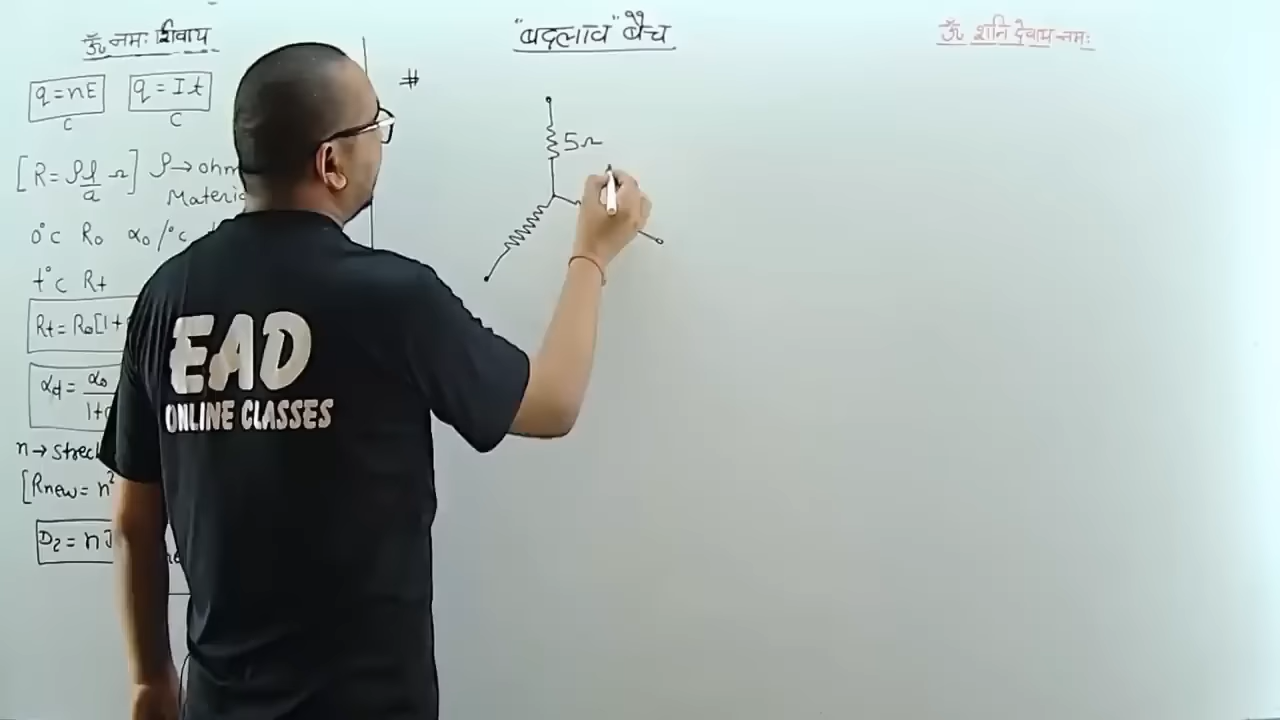 ॐ नमः शिवाय
q=nE q=It
C C
[R=ρl/a Ω] ρ→ohm
Materi
0°C R₀ α₀/°C
t°C Rt
Rt=R₀[1+
αt=α₀
1+
n→strec
[Rnew=n²
D₂=n
"बदलाव" बैच
#
5Ω
ॐ शनि देवाय नमः
EAD
ONLINE CLASSES